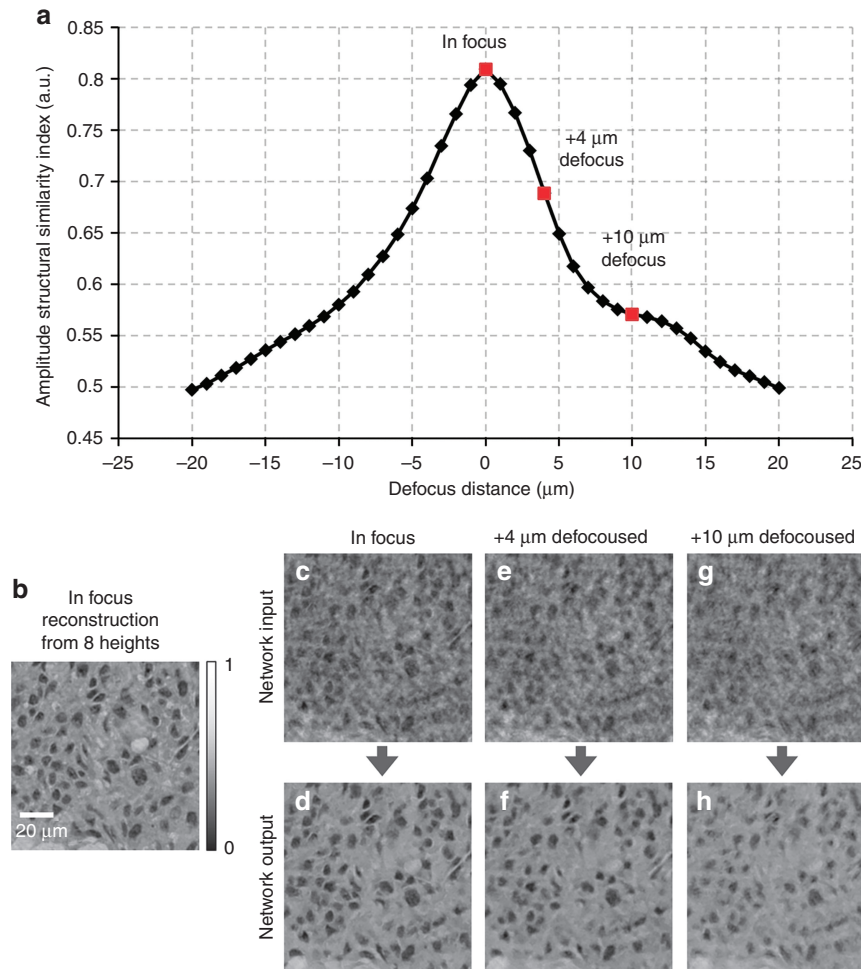 a
Amplitude structural similarity index (a.u.)
0.85
0.8
0.75
0.7
0.65
0.6
0.55
0.5
0.45
In focus
+4 μm
defocus
+10 μm
defocus
−25 −20 −15 −10 −5 0 5 10 15 20 25
Defocus distance (μm)
b
In focus
reconstruction
from 8 heights
1
0
20 μm
In focus +4 μm defocoused +10 μm defocoused
Network input
c e g
Network output
d f h